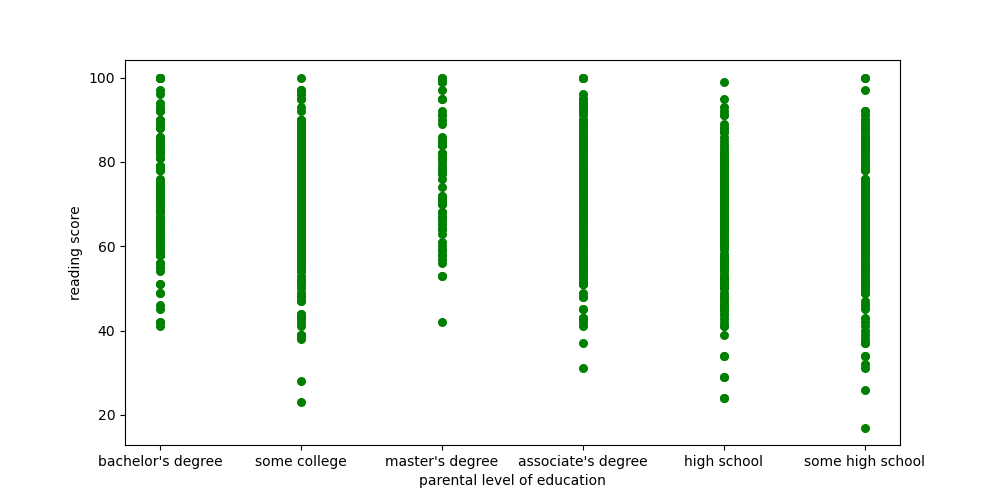 100
80
60
40
20
reading score
bachelor's degree some college master's degree associate's degree high school some high school
parental level of education